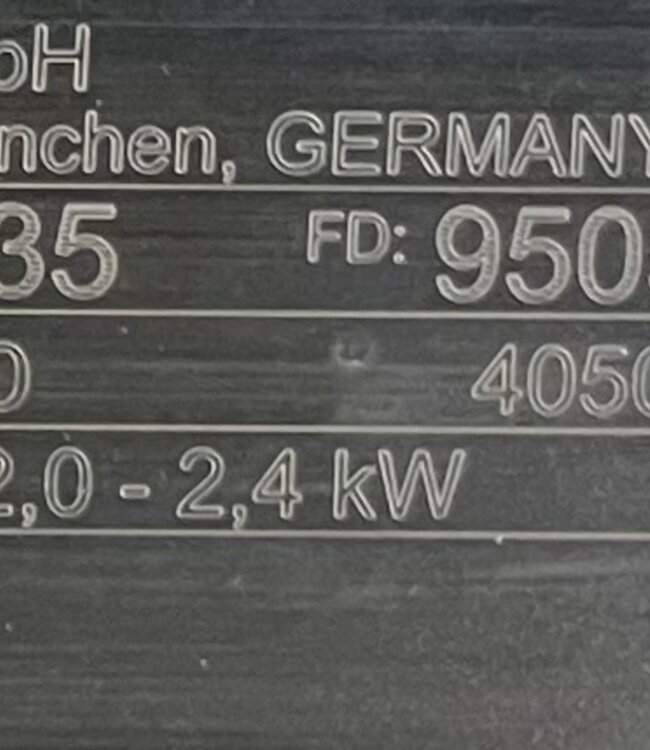 bH
nchen, GERMANY
35 FD: 950
0 4050
2,0 - 2,4 kW